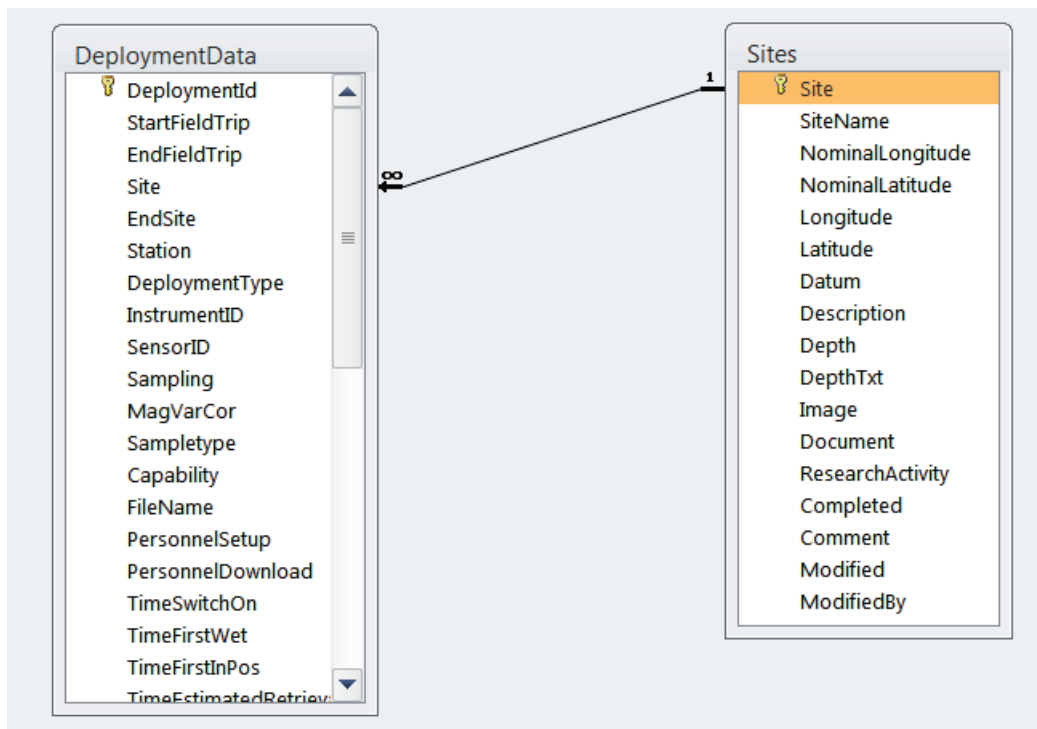 DeploymentData
DeploymentId
StartFieldTrip
EndFieldTrip
Site
EndSite
Station
DeploymentType
InstrumentID
SensorID
Sampling
MagVarCor
Sampletype
Capability
FileName
PersonnelSetup
PersonnelDownload
TimeSwitchOn
TimeFirstWet
TimeFirstInPos
TimeEstimatedRetrieva
∞
1
Sites
Site
SiteName
NominalLongitude
NominalLatitude
Longitude
Latitude
Datum
Description
Depth
DepthTxt
Image
Document
ResearchActivity
Completed
Comment
Modified
ModifiedBy